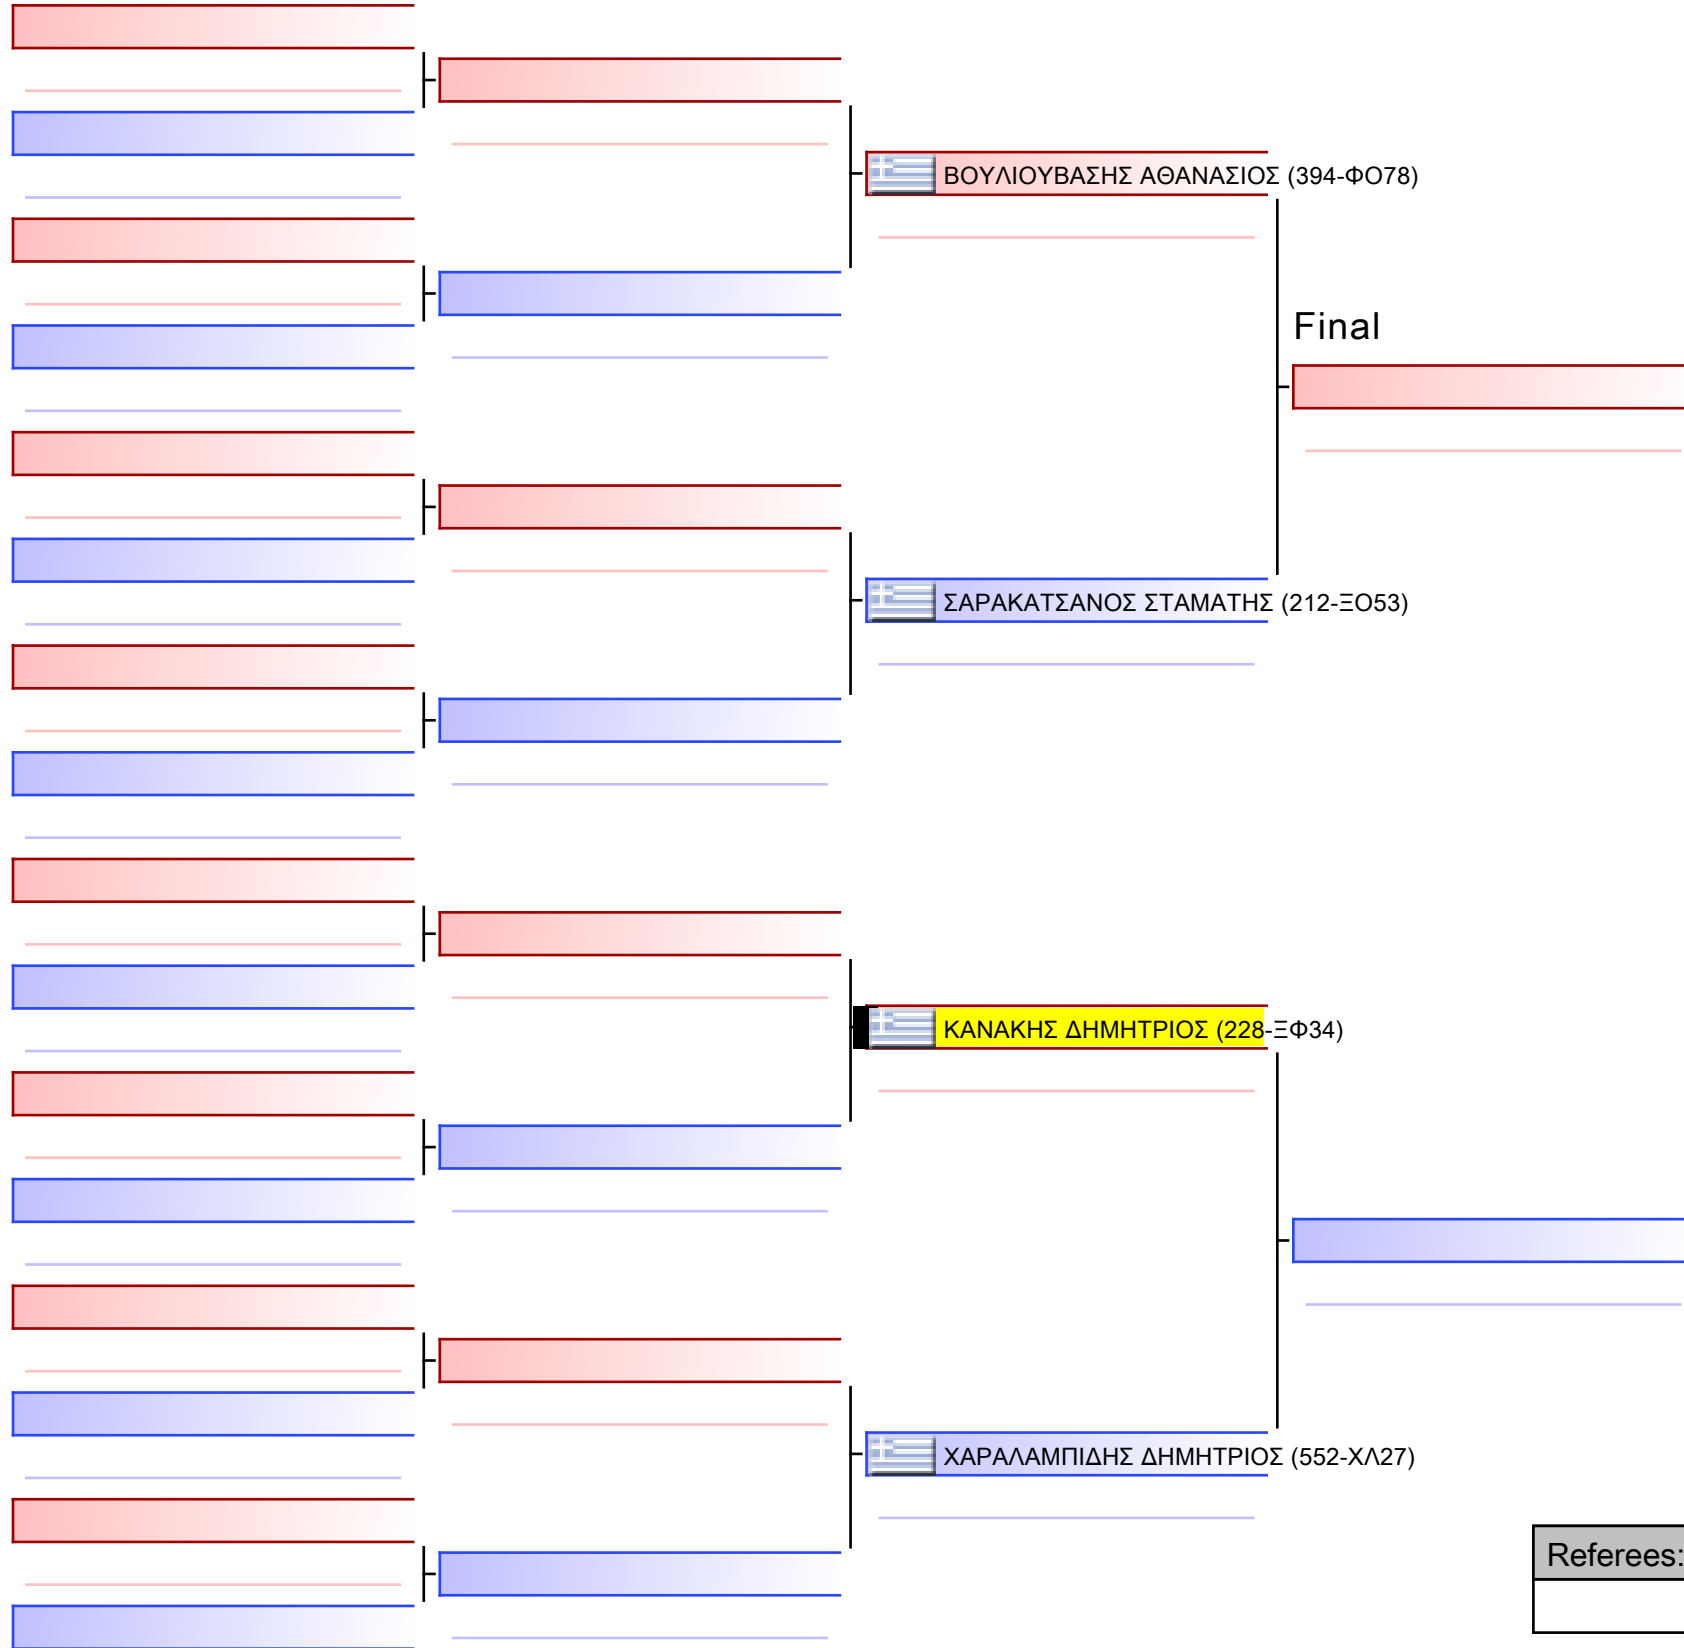 ΒΟΥΛΙΟΥΒΑΣΗΣ ΑΘΑΝΑΣΙΟΣ (394-ΦΟ78)
Final
ΣΑΡΑΚΑΤΣΑΝΟΣ ΣΤΑΜΑΤΗΣ (212-ΞΟ53)
ΚΑΝΑΚΗΣ ΔΗΜΗΤΡΙΟΣ (228-ΞΦ34)
ΧΑΡΑΛΑΜΠΙΔΗΣ ΔΗΜΗΤΡΙΟΣ (552-ΧΛ27)
Referees: